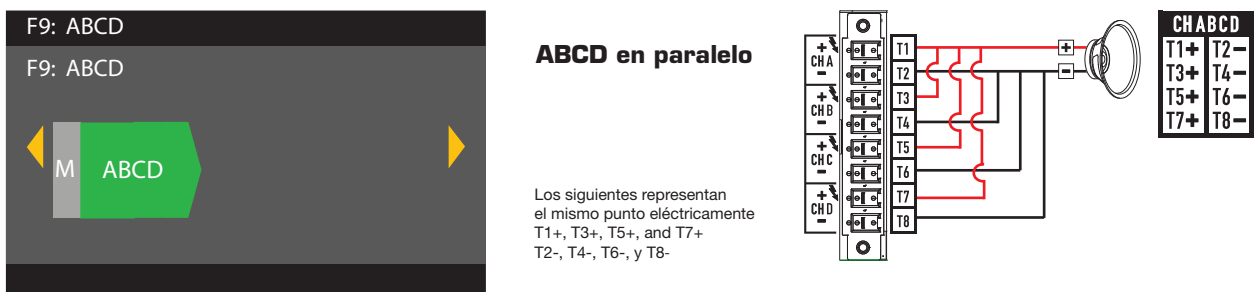 F9: ABCD
F9: ABCD
M
ABCD
ABCD en paralelo
Los siguientes representan
el mismo punto eléctricamente
T1+, T3+, T5+, and T7+
T2-, T4-, T6-, y T8-
+
CH A
-
+
CH B
-
+
CH C
-
+
CH D
-
T1
T2
T3
T4
T5
T6
T7
T8
+
-
CH ABCD
T1+ T2-
T3+ T4-
T5+ T6-
T7+ T8-